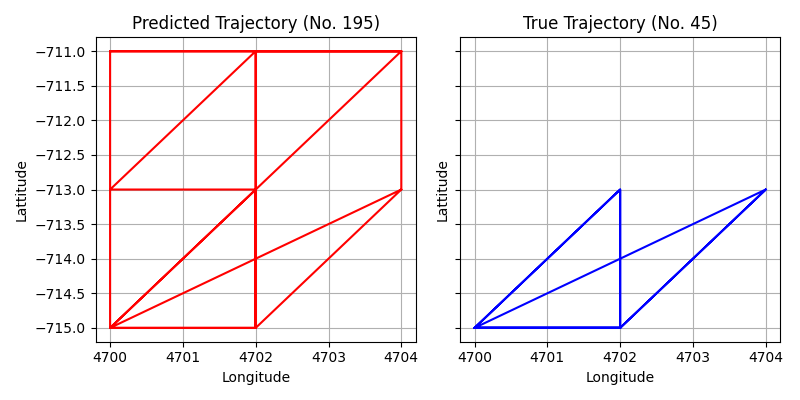 Predicted Trajectory (No. 195)
True Trajectory (No. 45)
Lattitude
−711.0
−711.5
−712.0
−712.5
−713.0
−713.5
−714.0
−714.5
−715.0
4700 4701 4702 4703 4704
Longitude
Lattitude
4700 4701 4702 4703 4704
Longitude